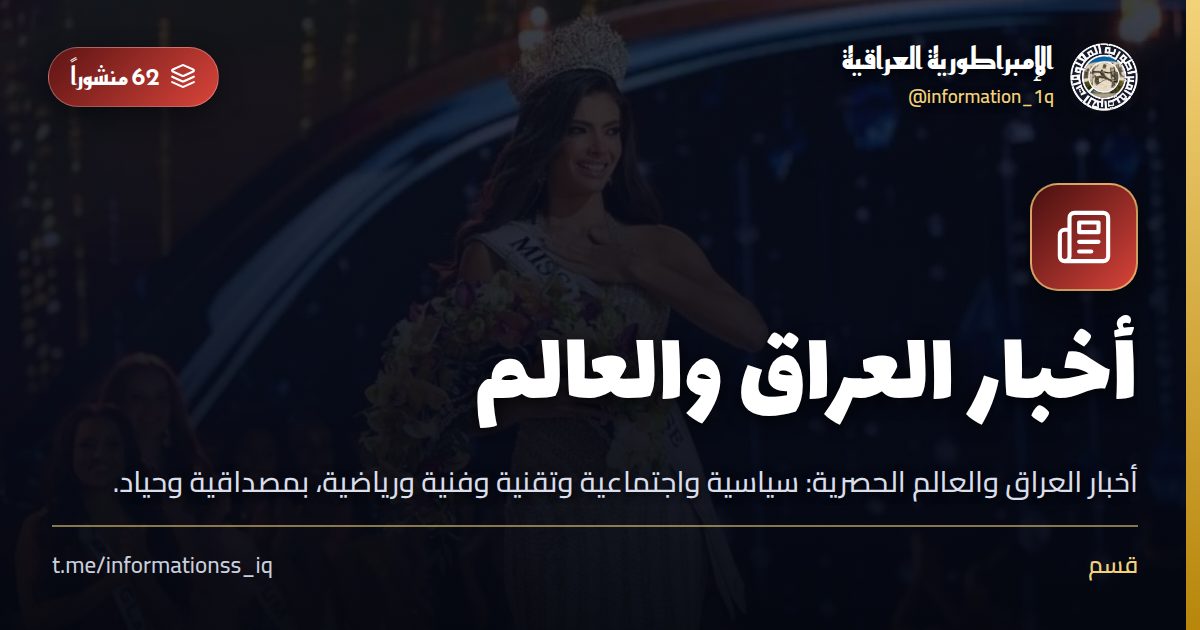 الإمبراطورية العراقية
@information_1q
62 منشوراً
MISS
أخبار العراق والعالم
أخبار العراق والعالم الحصرية: سياسية واجتماعية وتقنية وفنية ورياضية، بمصداقية وحياد.
قسم
t.me/informationss_iq